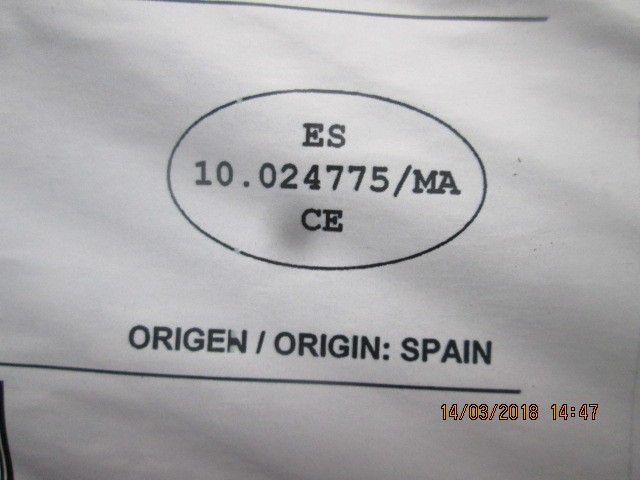 ES
10.024775/MA
CE
ORIGEN / ORIGIN: SPAIN
14/03/2018 14:47